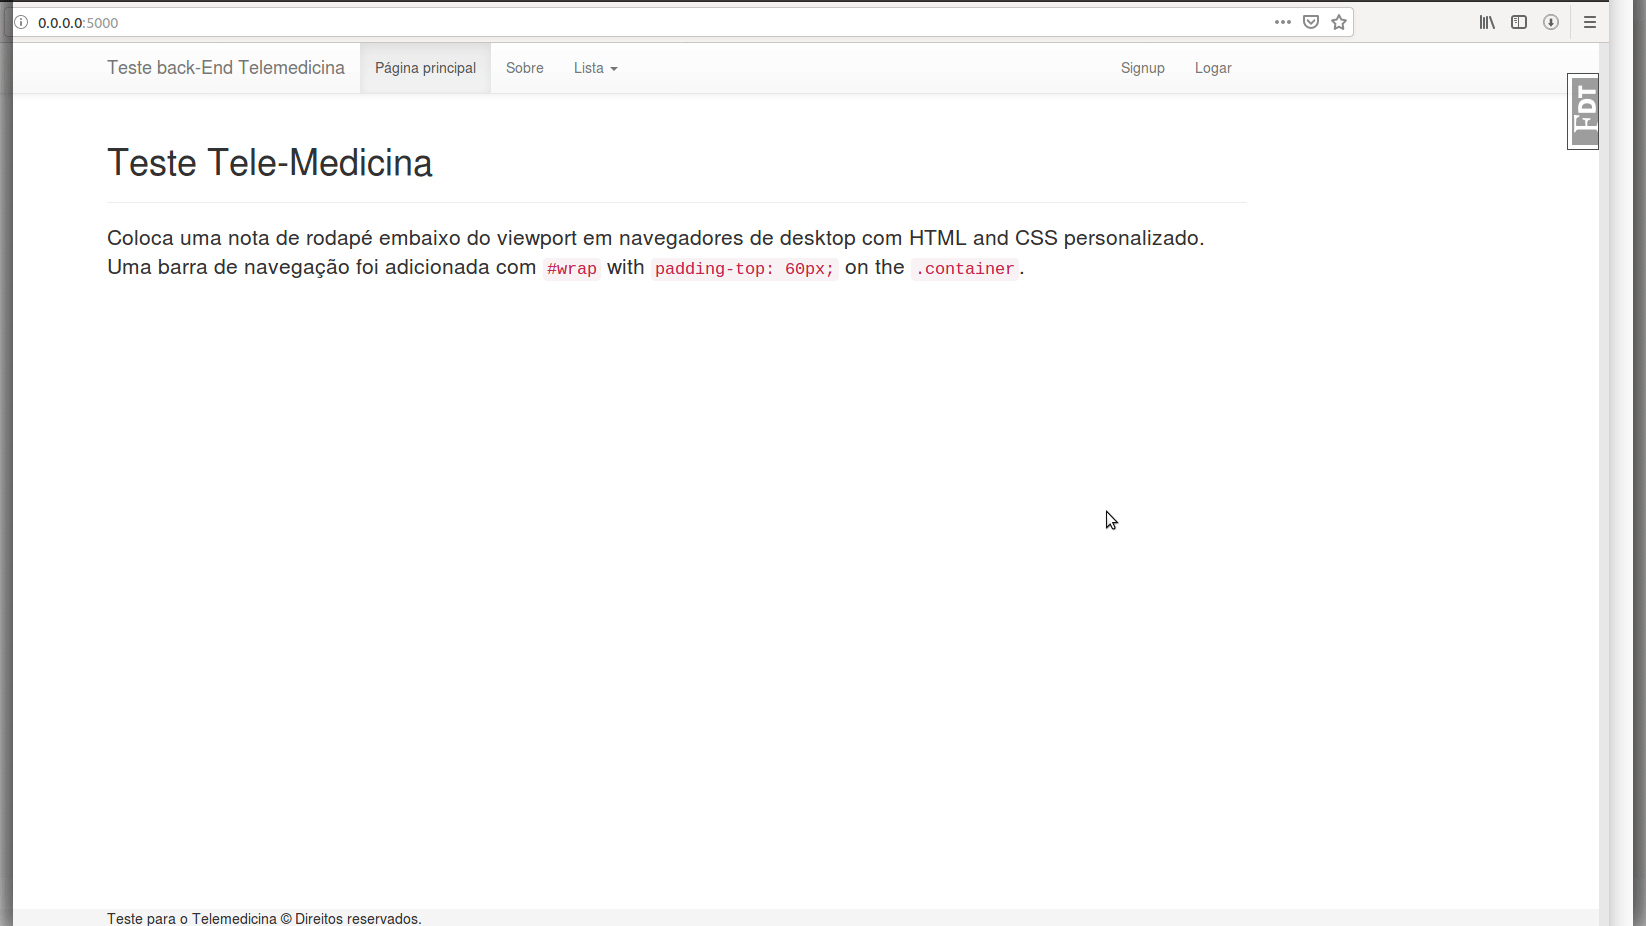 0.0.0.0:5000
Teste back-End Telemedicina Página principal Sobre Lista Signup Logar
FDT
Teste Tele-Medicina
Coloca uma nota de rodapé embaixo do viewport em navegadores de desktop com HTML and CSS personalizado.
Uma barra de navegação foi adicionada com #wrap with padding-top: 60px; on the .container.
Teste para o Telemedicina © Direitos reservados.